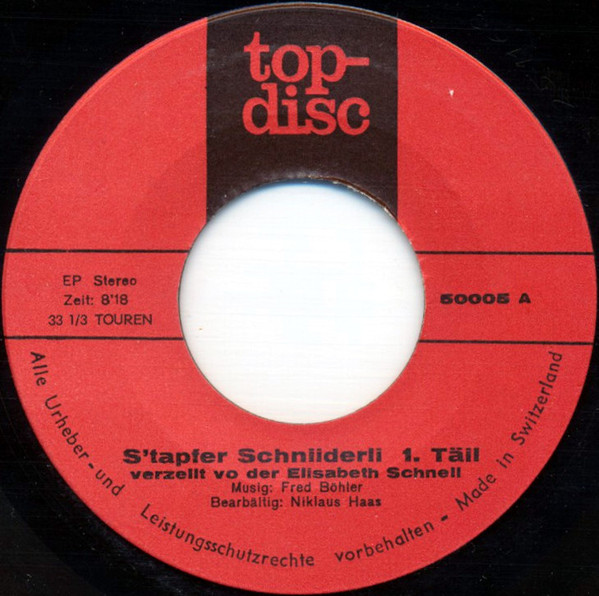 top-
disc
EP Stereo
Zeit: 8'18
33 1/3 TOUREN
50005 A
S'tapfer Schniiderli 1. Täil
verzellt vo der Elisabeth Schnell
Musig: Fred Böhler
Bearbäitig: Niklaus Haas
Alle Urheber- und Leistungsschutzrechte vorbehalten - Made in Switzerland